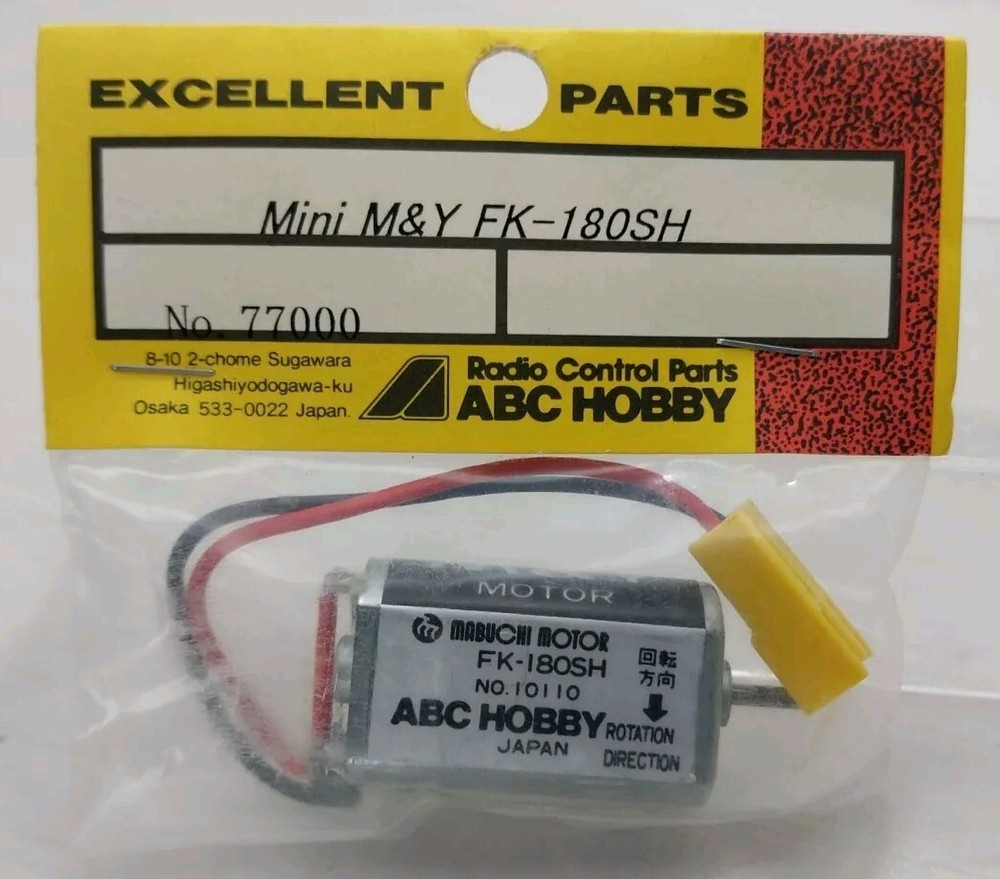 EXCELLENT PARTS
Mini M&Y FK-180SH
No. 77000
8-10 2-chome Sugawara
Higashiyodogawa-ku
Osaka 533-0022 Japan.
Radio Control Parts
ABC HOBBY
MOTOR
MABUCHI MOTOR
FK-180SH
NO.10110
ABC HOBBY
JAPAN
回転
方向
ROTATION
DIRECTION